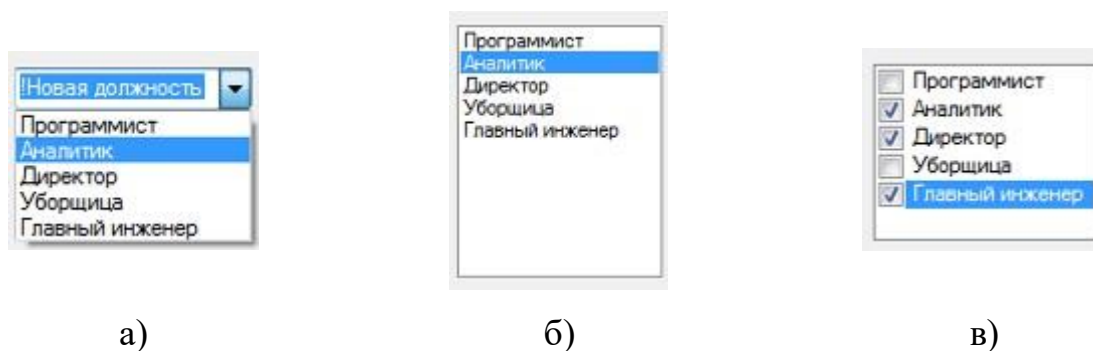 !Новая должность
Программист
Аналитик
Директор
Уборщица
Главный инженер
а)
Программист
Аналитик
Директор
Уборщица
Главный инженер
б)
Программист
Аналитик
Директор
Уборщица
Главный инженер
в)